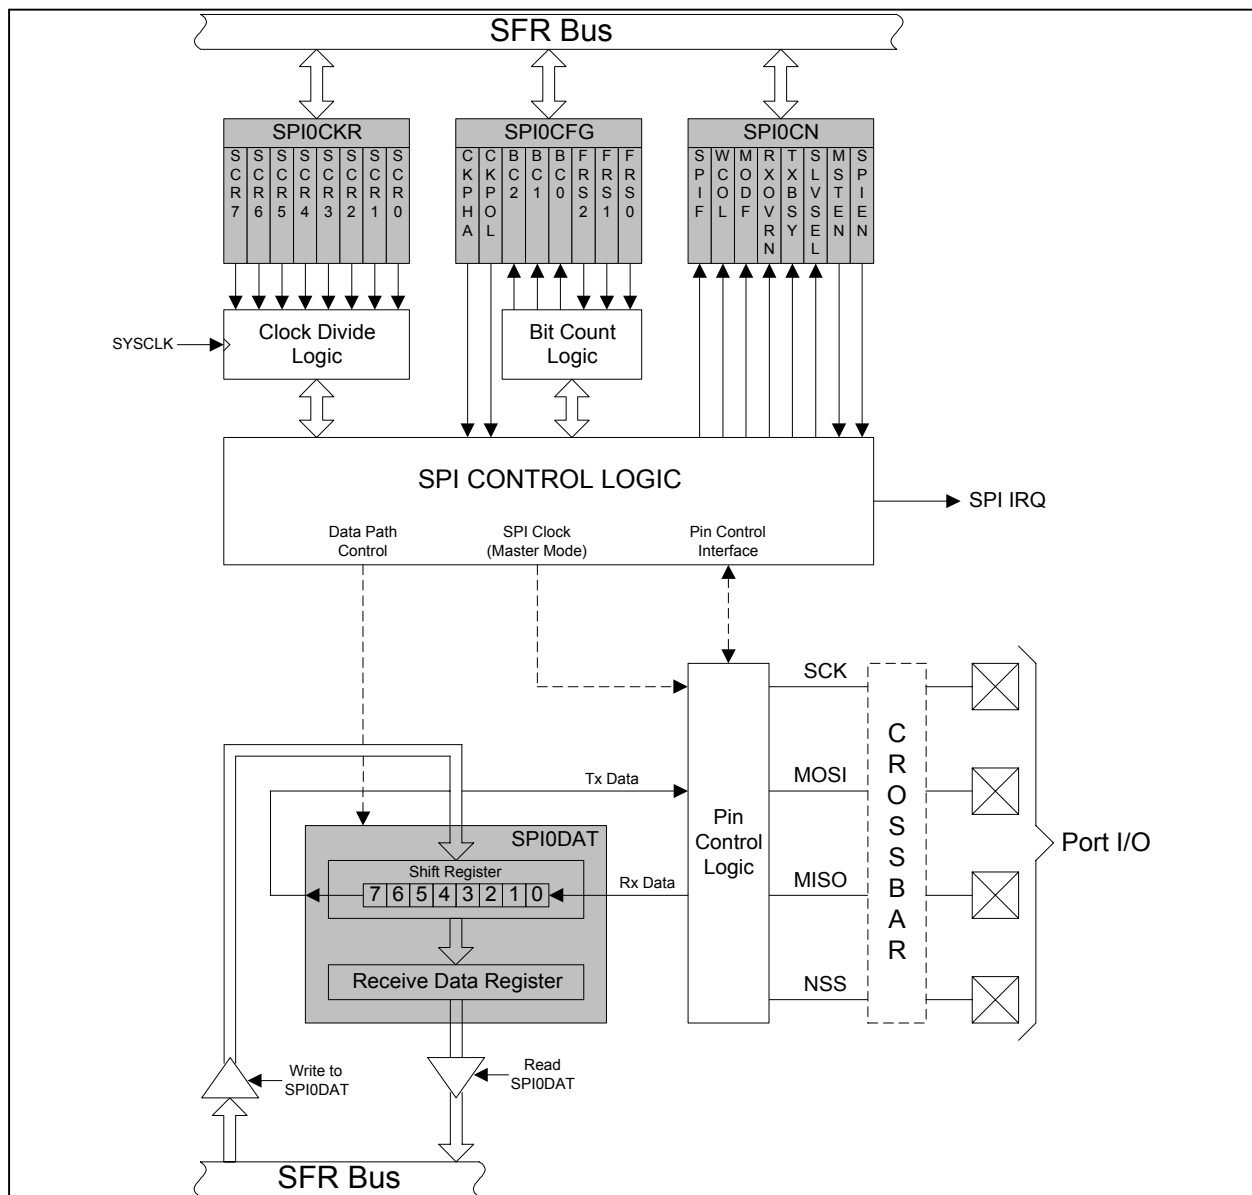 SFR Bus
SPI0CKR
SCR7
SCR6
SCR5
SCR4
SCR3
SCR2
SCR1
SCR0
SPI0CFG
CKPHA
CKPOL
BC2
BC1
BC0
FRS2
FRS1
FRS0
SPI0CN
SPIF
WCOL
MODF
RXOVRN
TXBSY
SLVSEL
MSTEN
SPIEN
SYSCLK
Clock Divide
Logic
Bit Count
Logic
SPI CONTROL LOGIC
SPI IRQ
Data Path
Control
SPI Clock
(Master Mode)
Pin Control
Interface
SCK
MOSI
MISO
NSS
CROSSBAR
Port I/O
Tx Data
Pin
Control
Logic
SPI0DAT
Shift Register
7 6 5 4 3 2 1 0
Rx Data
Receive Data Register
Write to
SPI0DAT
Read
SPI0DAT
SFR Bus